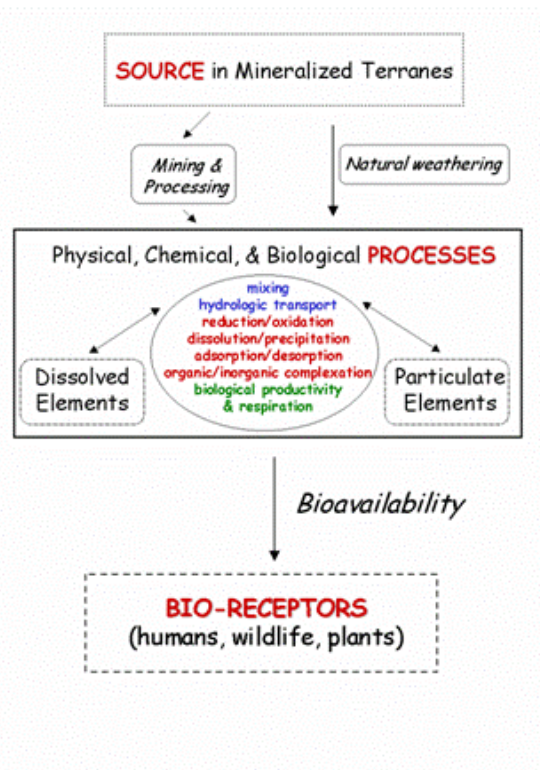 SOURCE in Mineralized Terranes
Mining &
Processing
Natural weathering
Physical, Chemical, & Biological PROCESSES
mixing
hydrologic transport
reduction/oxidation
dissolution/precipitation
adsorption/desorption
organic/inorganic complexation
biological productivity
& respiration
Dissolved
Elements
Particulate
Elements
Bioavailability
BIO-RECEPTORS
(humans, wildlife, plants)